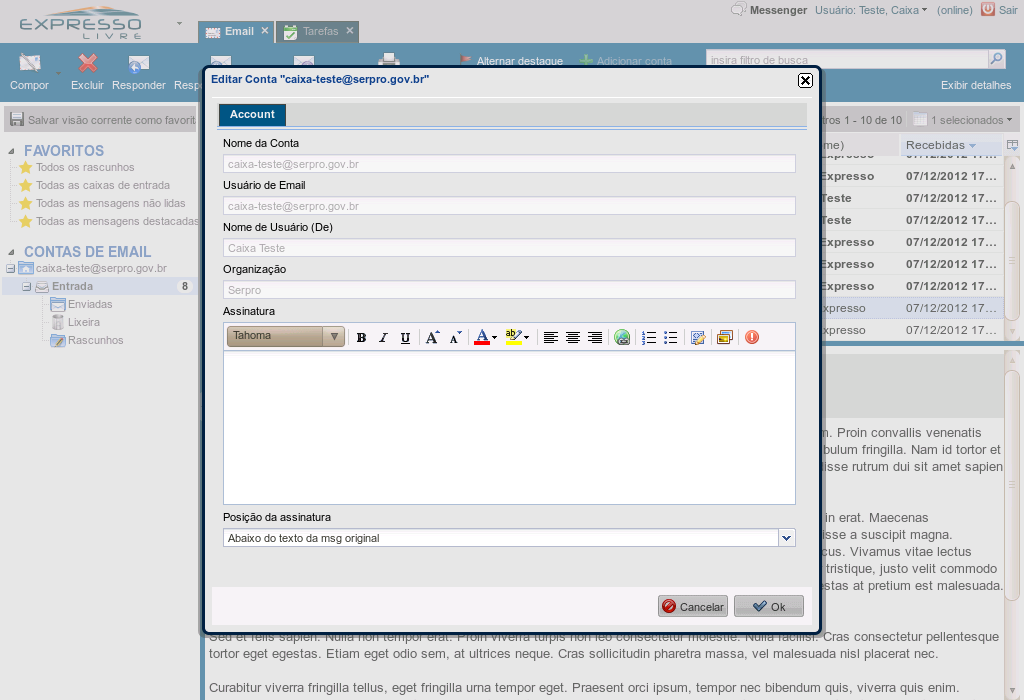 EXPRESSO
LIVRE
Email
Tarefas
Messenger
Usuário: Teste, Caixa
(online)
Sair
Compor
Excluir
Responder
Alternar destaque
Adicionar conta
insira filtro de busca
Exibir detalhes
Salvar visão corrente como favorit
1 - 10 de 10
1 selecionados
FAVORITOS
Todos os rascunhos
Todas as caixas de entrada
Todas as mensagens não lidas
Todas as mensagens destacadas
CONTAS DE EMAIL
caixa-teste@serpro.gov.br
Entrada
8
Enviadas
Lixeira
Rascunhos
Editar Conta "caixa-teste@serpro.gov.br"
Account
Nome da Conta
caixa-teste@serpro.gov.br
Usuário de Email
caixa-teste@serpro.gov.br
Nome de Usuário (De)
Caixa Teste
Organização
Serpro
Assinatura
Tahoma
B I U A A A ab
Posição da assinatura
Abaixo do texto da msg original
Cancelar
Ok
me)
Recebidas
Expresso
Expresso 07/12/2012 17...
Teste 07/12/2012 17...
Teste 07/12/2012 17...
Expresso 07/12/2012 17...
Expresso 07/12/2012 17...
Expresso 07/12/2012 17...
xpresso 07/12/2012 17...
xpresso 07/12/2012 17...
m. Proin convallis venenatis
bulum fringilla. Nam id tortor et
disse rutrum dui sit amet sapien
in erat. Maecenas
isse a suscipit magna.
cus. Vivamus vitae lectus
tristique, justo velit commodo
estas at pretium est malesuada.
Sed et felis sapien. Nulla non tempor erat. Proin viverra turpis non leo consectetur molestie. Nulla facilisi. Cras consectetur pellentesque
tortor eget egestas. Etiam eget odio sem, at ultrices neque. Cras sollicitudin pharetra massa, vel malesuada nisl placerat nec.
Curabitur viverra fringilla tellus, eget fringilla urna tempor eget. Praesent orci ipsum, tempor nec bibendum quis, viverra quis enim.